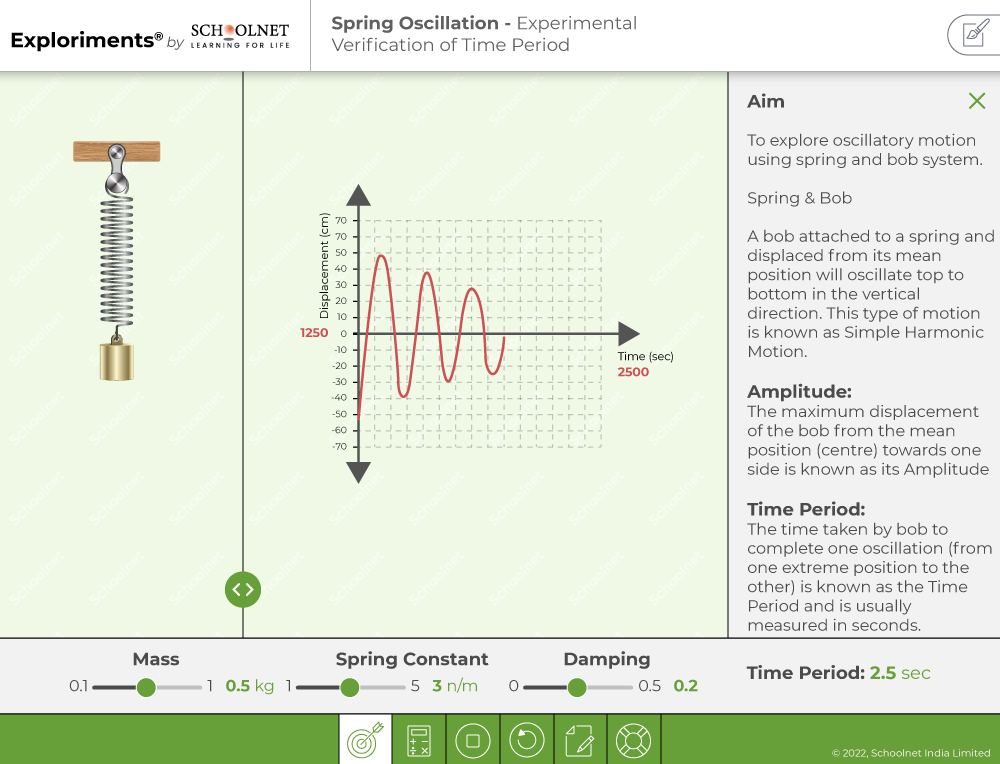 Exploriments® by SCHOOLNET
LEARNING FOR LIFE
Spring Oscillation - Experimental
Verification of Time Period
Displacement (cm)
70
70
50
40
30
20
10
1250
0
-10
-20
-30
-40
-50
-60
-70
Time (sec)
2500
Aim
To explore oscillatory motion
using spring and bob system.
Spring & Bob
A bob attached to a spring and
displaced from its mean
position will oscillate top to
bottom in the vertical
direction. This type of motion
is known as Simple Harmonic
Motion.
Amplitude:
The maximum displacement
of the bob from the mean
position (centre) towards one
side is known as its Amplitude
Time Period:
The time taken by bob to
complete one oscillation (from
one extreme position to the
other) is known as the Time
Period and is usually
measured in seconds.
Mass
0.1 1 0.5 kg
Spring Constant
1 5 3 n/m
Damping
0 0.5 0.2
Time Period: 2.5 sec
© 2022, Schoolnet India Limited